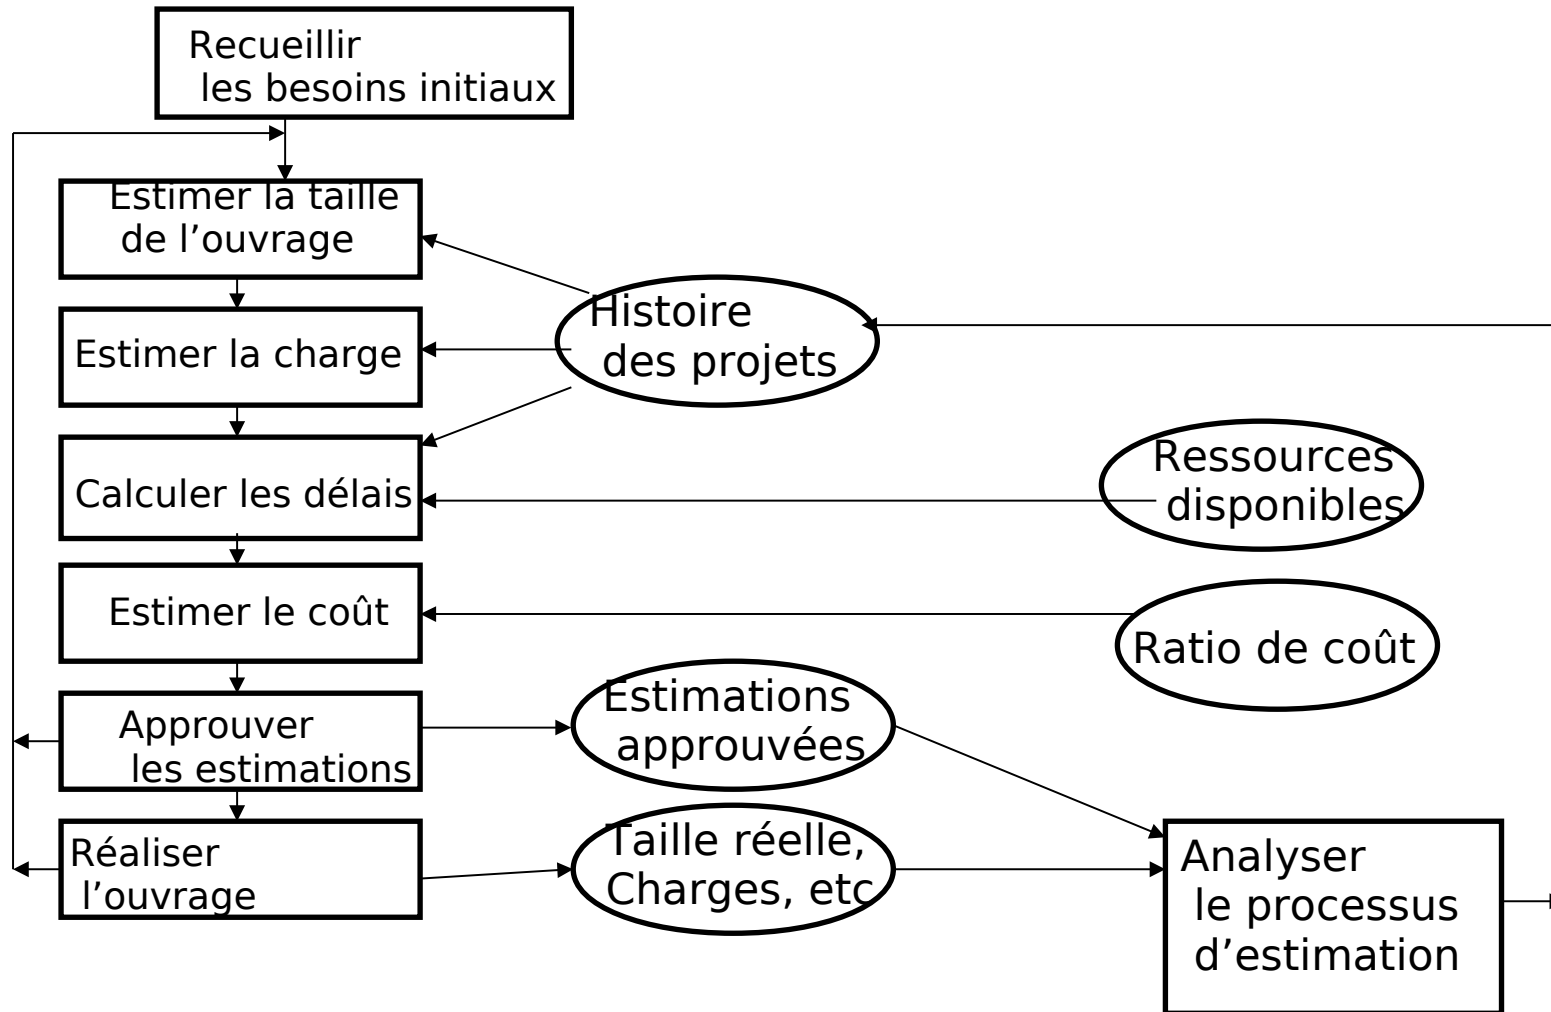 Recueillir
les besoins initiaux
Estimer la taille
de l’ouvrage
Estimer la charge
Histoire
des projets
Calculer les délais
Ressources
disponibles
Estimer le coût
Ratio de coût
Approuver
les estimations
Estimations
approuvées
Réaliser
l’ouvrage
Taille réelle,
Charges, etc
Analyser
le processus
d’estimation